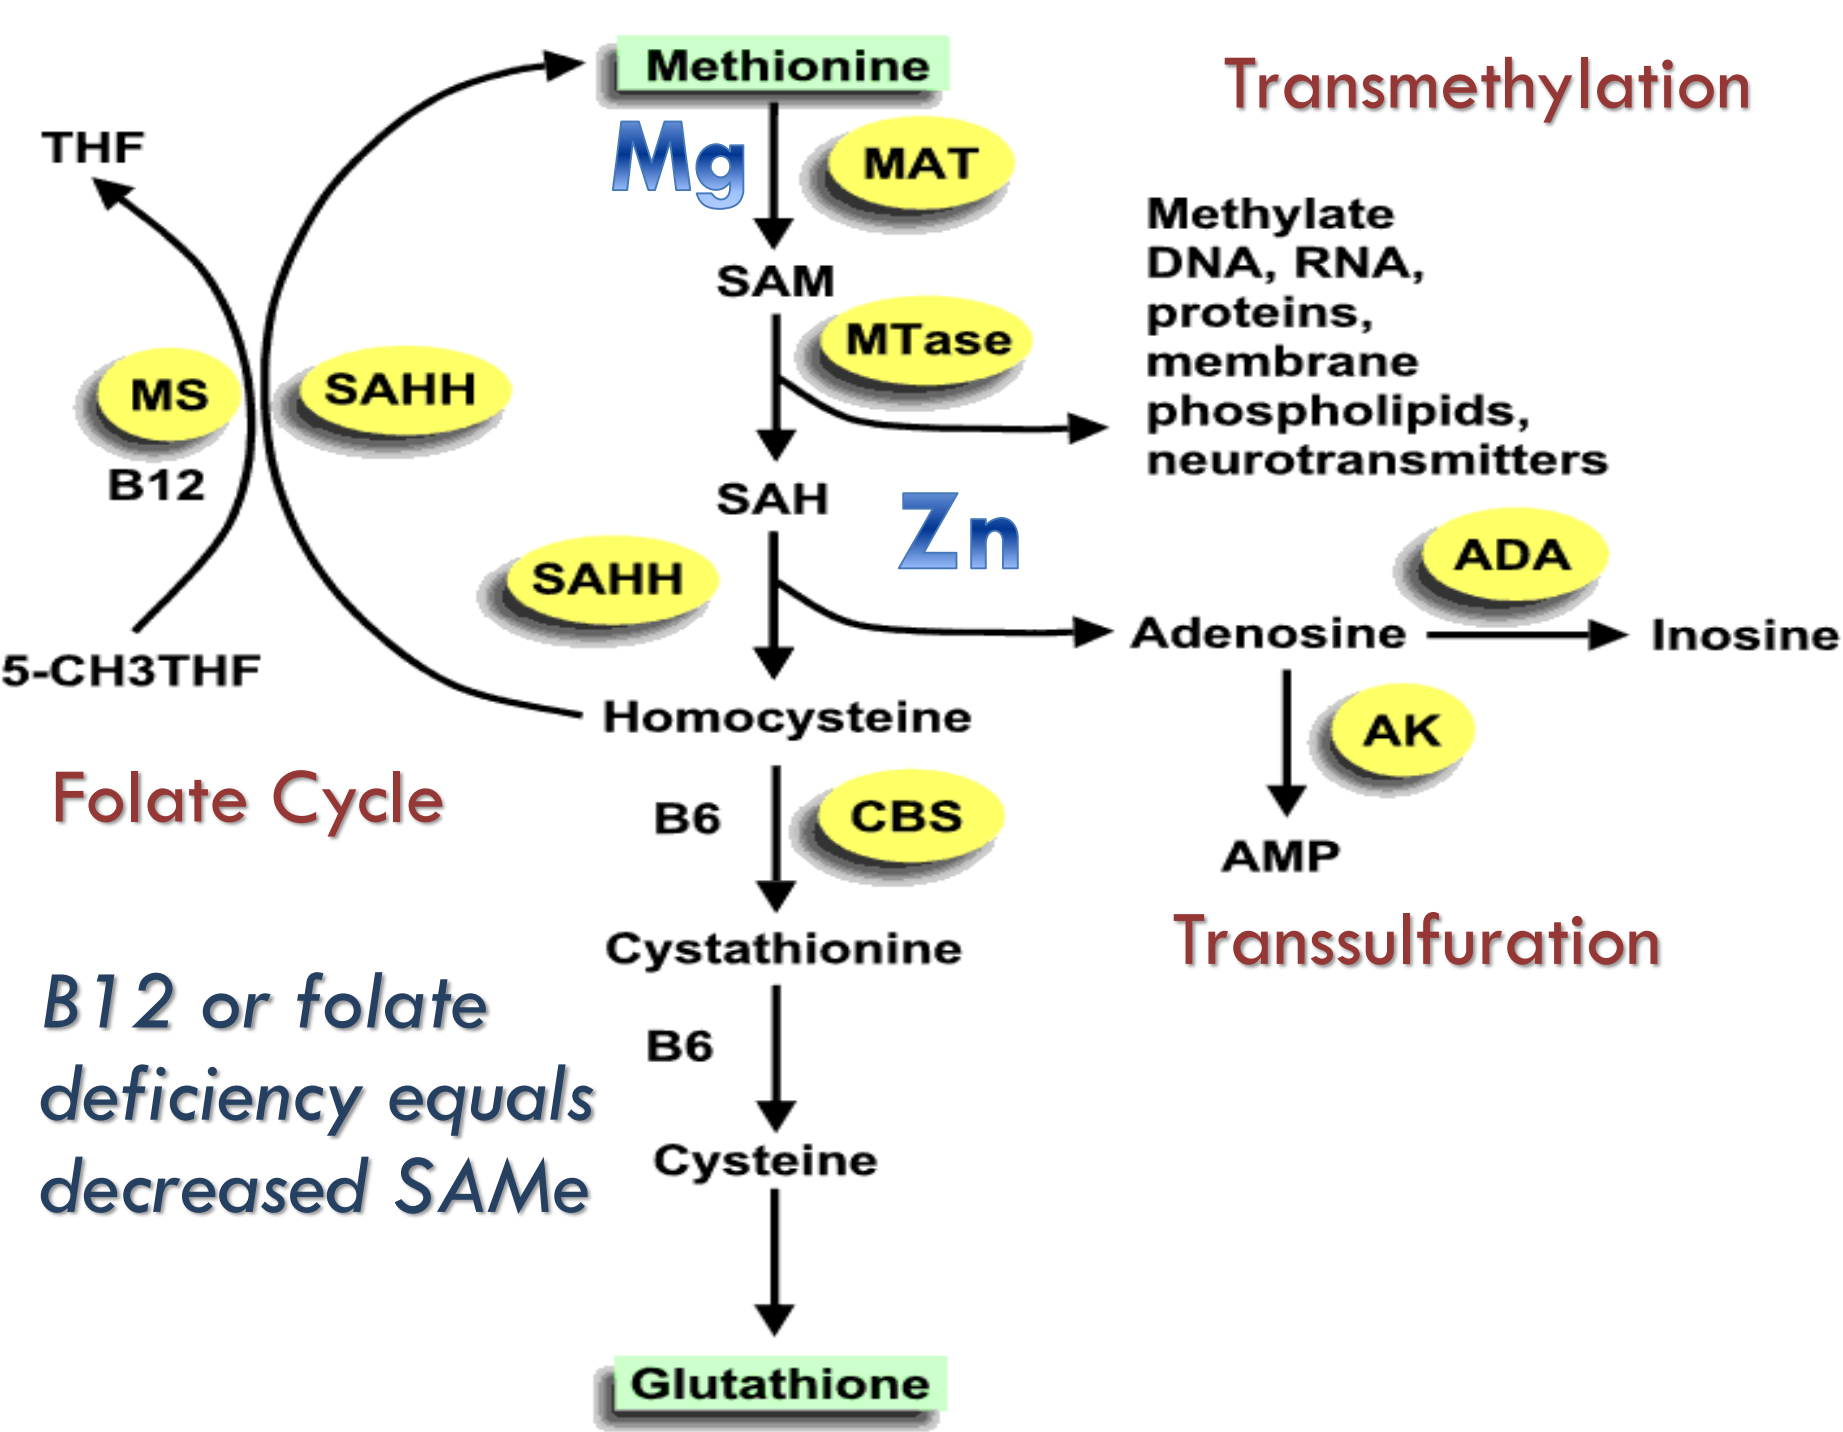 Methionine
Transmethylation
THF
Mg
MAT
Methylate
DNA, RNA,
proteins,
membrane
phospholipids,
neurotransmitters
SAM
MTase
MS
SAHH
B12
SAH
Zn
SAHH
ADA
5-CH3THF
Adenosine
Inosine
Homocysteine
AK
Folate Cycle
B6
CBS
AMP
Transsulfuration
Cystathionine
B12 or folate
deficiency equals
decreased SAMe
B6
Cysteine
Glutathione